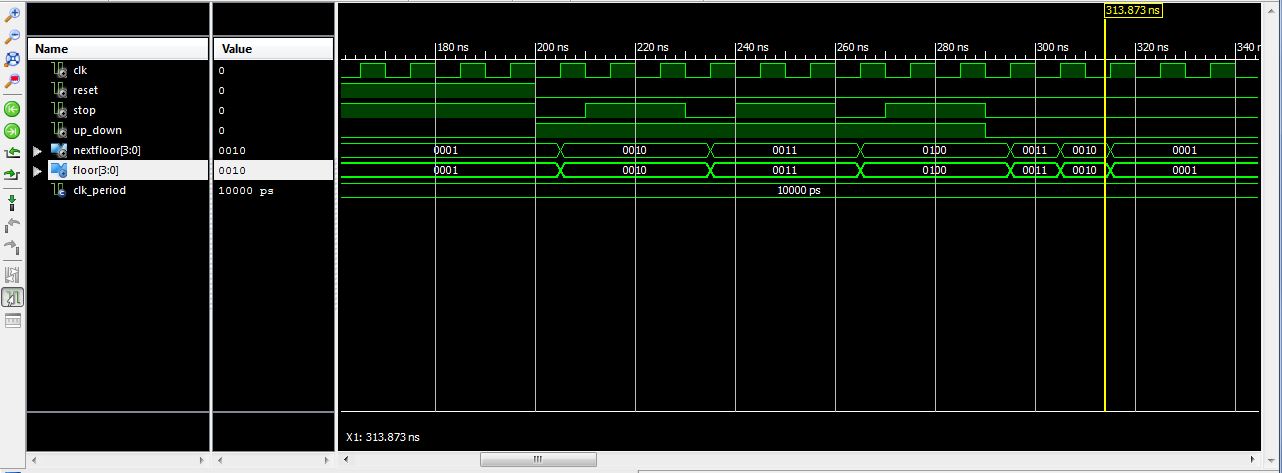 313.873 ns
Name Value
180 ns 200 ns 220 ns 240 ns 260 ns 280 ns 300 ns 320 ns 340 n
clk 0
reset 0
stop 0
up_down 0
nextfloor[3:0] 0010 0001 0010 0011 0100 0011 0010 0001
floor[3:0] 0010 0001 0010 0011 0100 0011 0010 0001
clk_period 10000 ps 10000 ps
X1: 313.873 ns